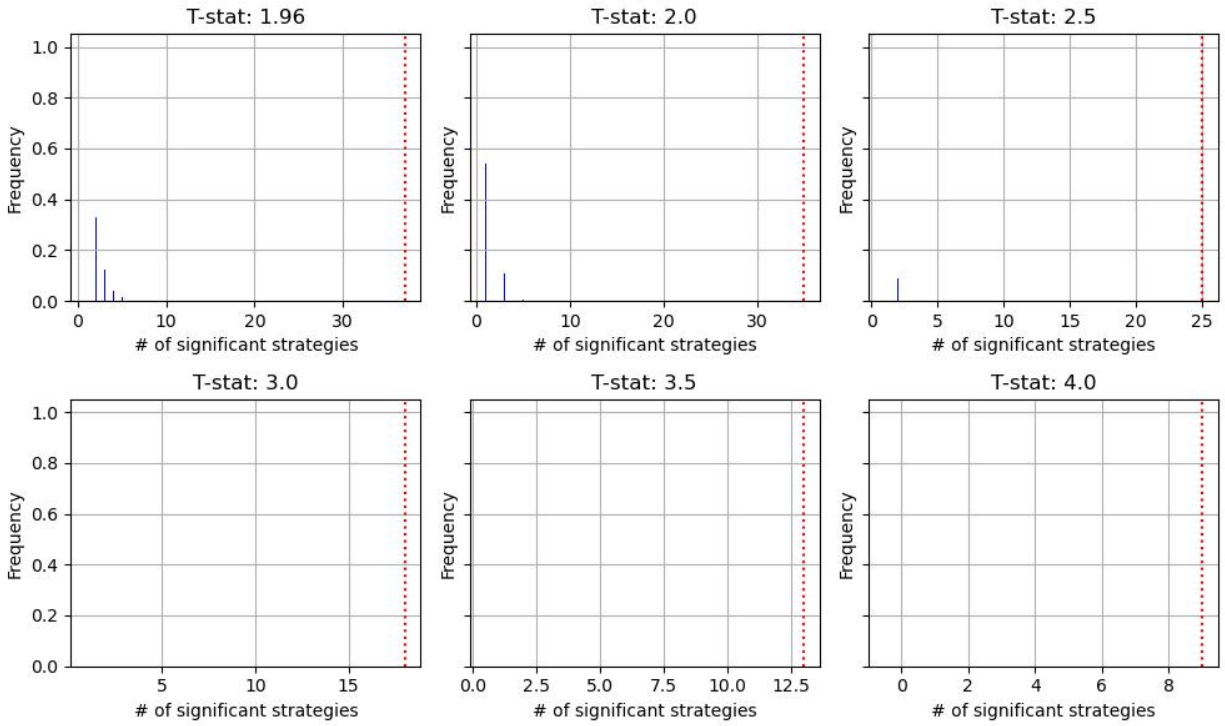 T-stat: 1.96
T-stat: 2.0
T-stat: 2.5
Frequency
1.0
0.8
0.6
0.4
0.2
0.0
0 10 20 30
# of significant strategies
Frequency
0 10 20 30
# of significant strategies
Frequency
0 5 10 15 20 25
# of significant strategies
T-stat: 3.0
T-stat: 3.5
T-stat: 4.0
Frequency
1.0
0.8
0.6
0.4
0.2
0.0
5 10 15
# of significant strategies
Frequency
0.0 2.5 5.0 7.5 10.0 12.5
# of significant strategies
Frequency
0 2 4 6 8
# of significant strategies